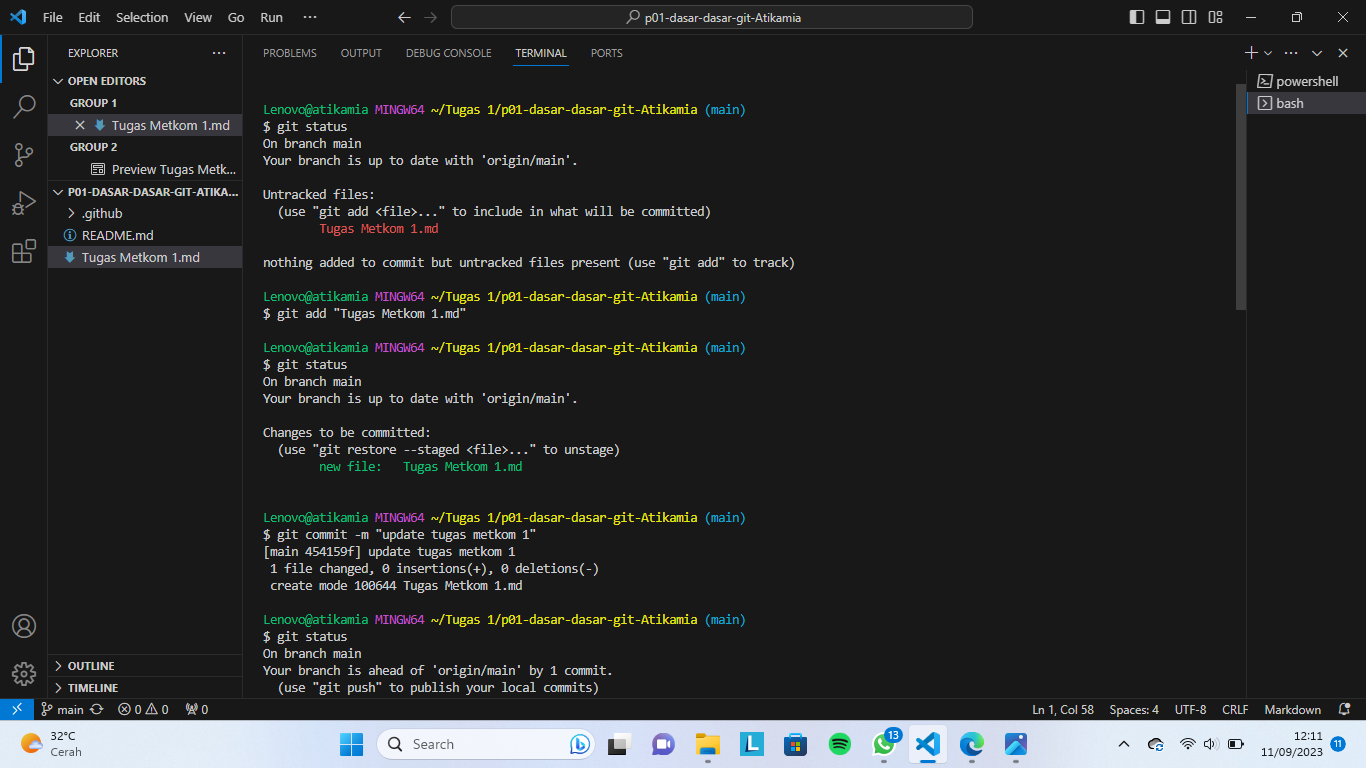 File Edit Selection View Go Run ··· p01-dasar-dasar-git-Atikamia
EXPLORER ···
OPEN EDITORS
GROUP 1
Tugas Metkom 1.md
GROUP 2
Preview Tugas Metk...
P01-DASAR-DASAR-GIT-ATIKA...
.github
README.md
Tugas Metkom 1.md
OUTLINE
TIMELINE
PROBLEMS OUTPUT DEBUG CONSOLE TERMINAL PORTS
Lenovo@atikamia MINGW64 ~/Tugas 1/p01-dasar-dasar-git-Atikamia (main)
$ git status
On branch main
Your branch is up to date with 'origin/main'.
Untracked files:
(use "git add <file>..." to include in what will be committed)
Tugas Metkom 1.md
nothing added to commit but untracked files present (use "git add" to track)
Lenovo@atikamia MINGW64 ~/Tugas 1/p01-dasar-dasar-git-Atikamia (main)
$ git add "Tugas Metkom 1.md"
Lenovo@atikamia MINGW64 ~/Tugas 1/p01-dasar-dasar-git-Atikamia (main)
$ git status
On branch main
Your branch is up to date with 'origin/main'.
Changes to be committed:
(use "git restore --staged <file>..." to unstage)
new file:   Tugas Metkom 1.md
Lenovo@atikamia MINGW64 ~/Tugas 1/p01-dasar-dasar-git-Atikamia (main)
$ git commit -m "update tugas metkom 1"
[main 454159f] update tugas metkom 1
1 file changed, 0 insertions(+), 0 deletions(-)
create mode 100644 Tugas Metkom 1.md
Lenovo@atikamia MINGW64 ~/Tugas 1/p01-dasar-dasar-git-Atikamia (main)
$ git status
On branch main
Your branch is ahead of 'origin/main' by 1 commit.
(use "git push" to publish your local commits)
powershell
bash
main 0 0 0 Ln 1, Col 58 Spaces: 4 UTF-8 CRLF Markdown
32°C
Cerah
Search
L
13
12:11
11/09/2023
11